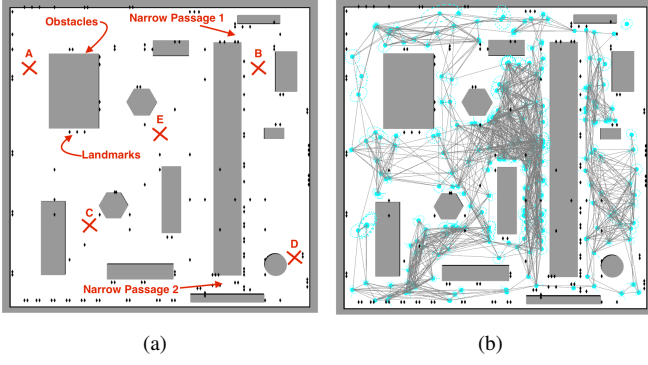 Obstacles
Narrow Passage 1
A
B
E
Landmarks
C
D
Narrow Passage 2
(a)
(b)